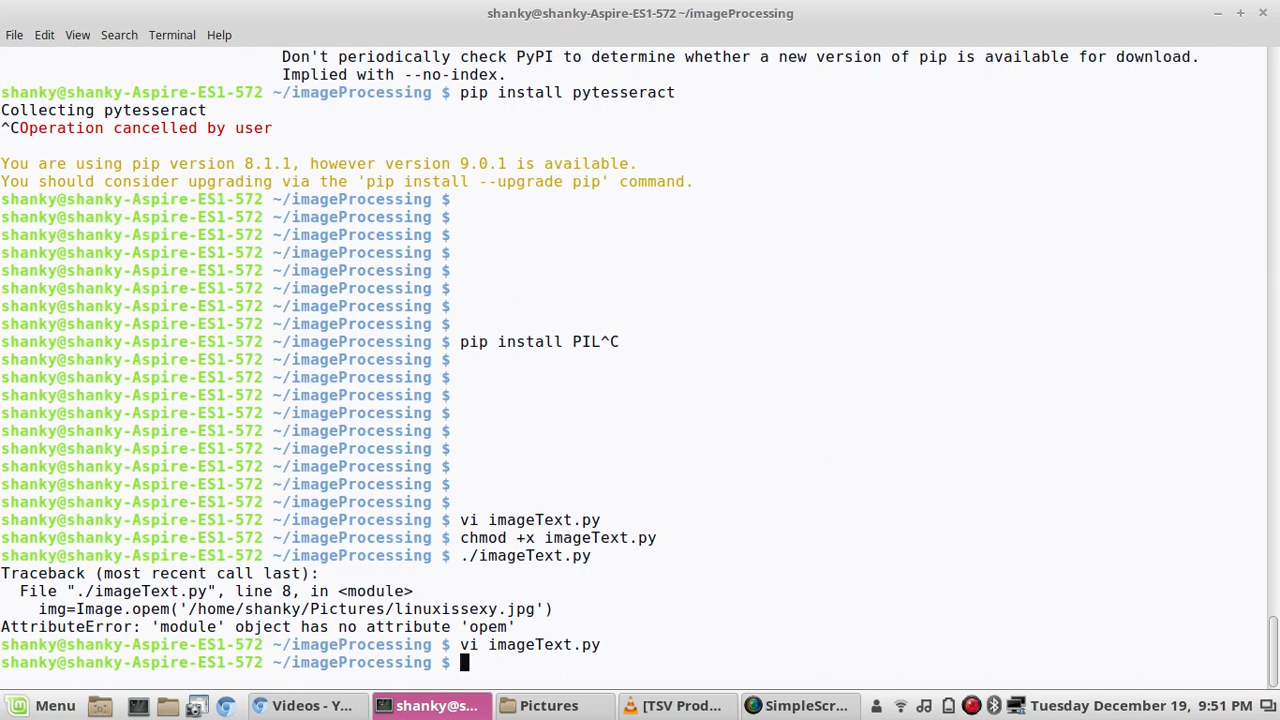 shanky@shanky-Aspire-ES1-572 ~/imageProcessing
File Edit View Search Terminal Help
Don't periodically check PyPI to determine whether a new version of pip is available for download.
Implied with --no-index.
shanky@shanky-Aspire-ES1-572 ~/imageProcessing $ pip install pytesseract
Collecting pytesseract
^COperation cancelled by user
You are using pip version 8.1.1, however version 9.0.1 is available.
You should consider upgrading via the 'pip install --upgrade pip' command.
shanky@shanky-Aspire-ES1-572 ~/imageProcessing $
shanky@shanky-Aspire-ES1-572 ~/imageProcessing $
shanky@shanky-Aspire-ES1-572 ~/imageProcessing $
shanky@shanky-Aspire-ES1-572 ~/imageProcessing $
shanky@shanky-Aspire-ES1-572 ~/imageProcessing $
shanky@shanky-Aspire-ES1-572 ~/imageProcessing $
shanky@shanky-Aspire-ES1-572 ~/imageProcessing $
shanky@shanky-Aspire-ES1-572 ~/imageProcessing $
shanky@shanky-Aspire-ES1-572 ~/imageProcessing $ pip install PIL^C
shanky@shanky-Aspire-ES1-572 ~/imageProcessing $
shanky@shanky-Aspire-ES1-572 ~/imageProcessing $
shanky@shanky-Aspire-ES1-572 ~/imageProcessing $
shanky@shanky-Aspire-ES1-572 ~/imageProcessing $
shanky@shanky-Aspire-ES1-572 ~/imageProcessing $
shanky@shanky-Aspire-ES1-572 ~/imageProcessing $
shanky@shanky-Aspire-ES1-572 ~/imageProcessing $
shanky@shanky-Aspire-ES1-572 ~/imageProcessing $
shanky@shanky-Aspire-ES1-572 ~/imageProcessing $
shanky@shanky-Aspire-ES1-572 ~/imageProcessing $ vi imageText.py
shanky@shanky-Aspire-ES1-572 ~/imageProcessing $ chmod +x imageText.py
shanky@shanky-Aspire-ES1-572 ~/imageProcessing $ ./imageText.py
Traceback (most recent call last):
File "./imageText.py", line 8, in <module>
img=Image.opem('/home/shanky/Pictures/linuxissexy.jpg')
AttributeError: 'module' object has no attribute 'opem'
shanky@shanky-Aspire-ES1-572 ~/imageProcessing $ vi imageText.py
shanky@shanky-Aspire-ES1-572 ~/imageProcessing $
Menu Videos - Y... shanky@s... Pictures [TSV Prod... SimpleScr... Tuesday December 19, 9:51 PM